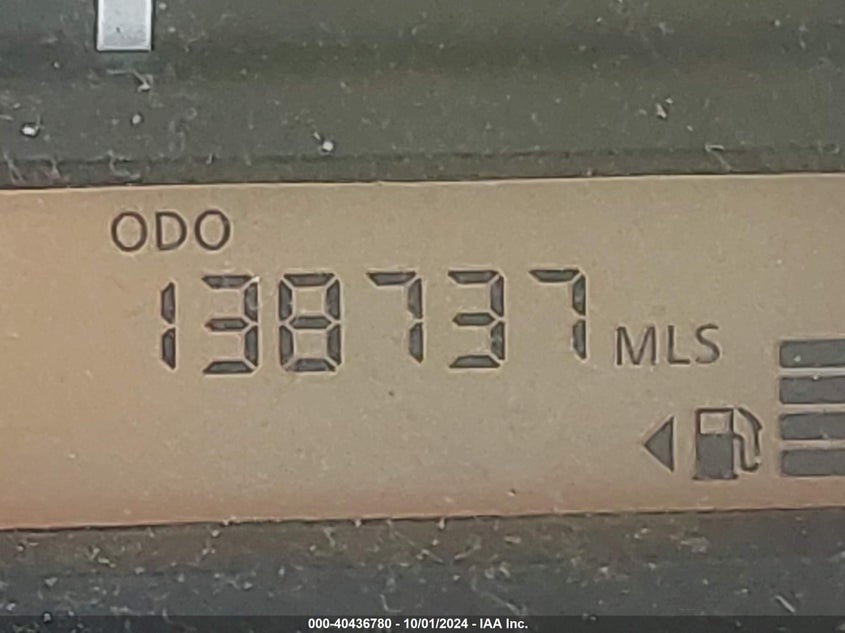 ODO
138737 MLS
000-40436780 - 10/01/2024 - IAA Inc.